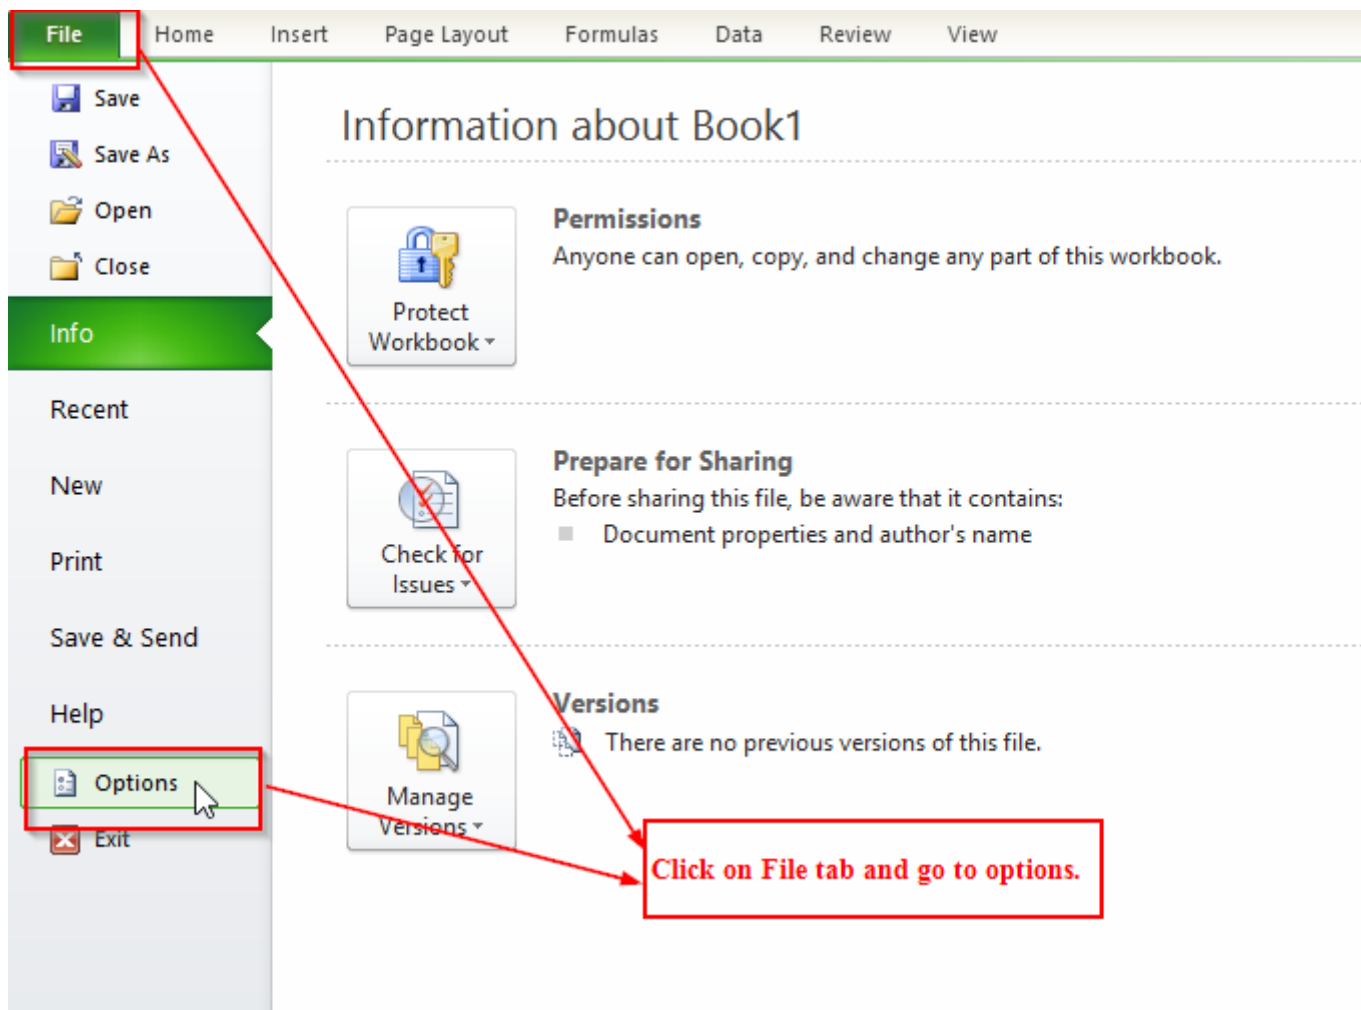 File Home Insert Page Layout Formulas Data Review View
Save
Save As
Open
Close
Info
Recent
New
Print
Save & Send
Help
Options
Exit
Information about Book1
Protect
Workbook
Permissions
Anyone can open, copy, and change any part of this workbook.
Check for
Issues
Prepare for Sharing
Before sharing this file, be aware that it contains:
Document properties and author's name
Manage
Versions
Versions
There are no previous versions of this file.
Click on File tab and go to options.